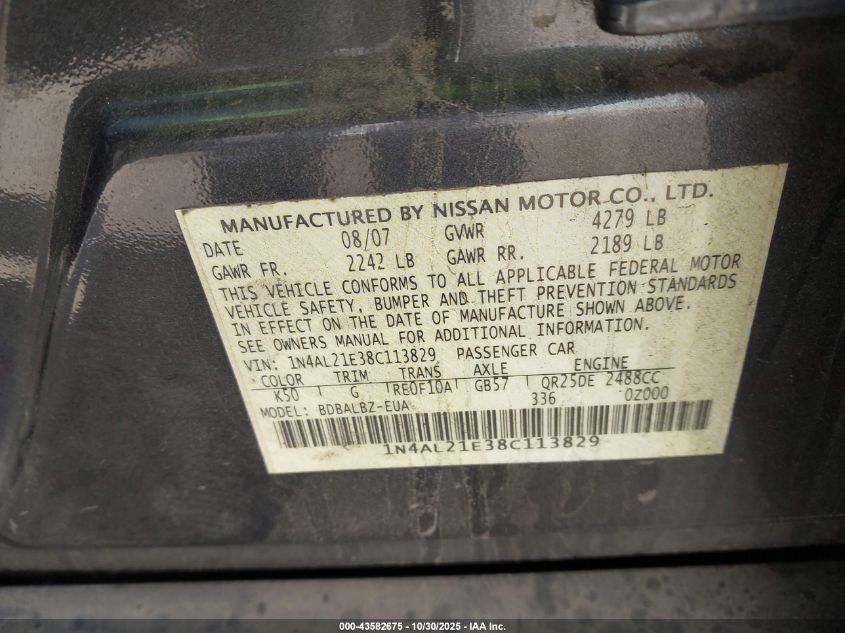 MANUFACTURED BY NISSAN MOTOR CO., LTD.
DATE 08/07 GVWR 4279 LB
GAWR FR. 2242 LB GAWR RR. 2189 LB
THIS VEHICLE CONFORMS TO ALL APPLICABLE FEDERAL MOTOR
VEHICLE SAFETY, BUMPER AND THEFT PREVENTION STANDARDS
IN EFFECT ON THE DATE OF MANUFACTURE SHOWN ABOVE.
SEE OWNERS MANUAL FOR ADDITIONAL INFORMATION.
VIN: 1N4AL21E38C113829 PASSENGER CAR
COLOR TRIM TRANS AXLE ENGINE
K50 G RE0F10A GB57 QR25DE 2488CC
MODEL: BDBALBZ-EUA 336 0Z000
1N4AL21E38C113829
000-43582675 - 10/30/2025 - IAA Inc.